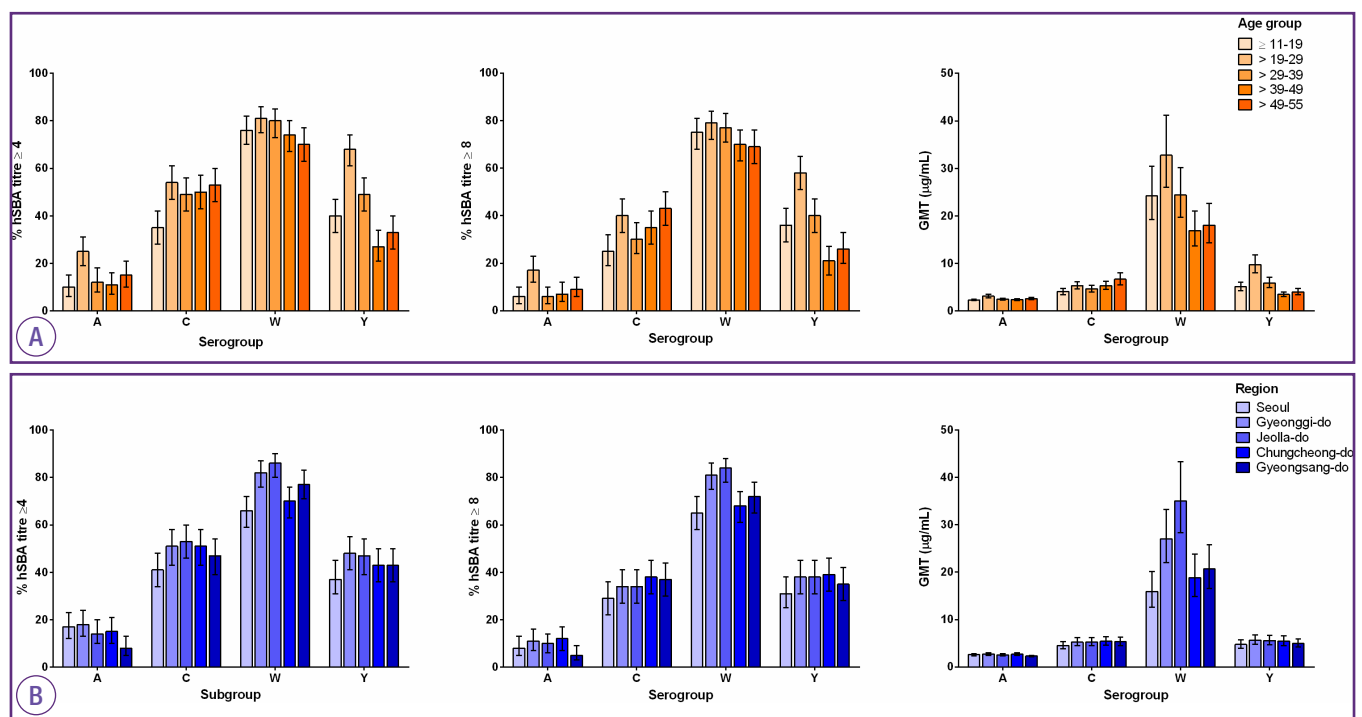 Age group
≥ 11-19
> 19-29
> 29-39
> 39-49
> 49-55
% hSBA titre ≥ 4
100
80
60
40
20
0
A C W Y
Serogroup
% hSBA titre ≥ 8
100
80
60
40
20
0
A C W Y
Serogroup
GMT (µg/mL)
50
40
30
20
10
0
A C W Y
Serogroup
A
Region
Seoul
Gyeonggi-do
Jeolla-do
Chungcheong-do
Gyeongsang-do
% hSBA titre ≥4
100
80
60
40
20
0
A C W Y
Subgroup
% hSBA titre ≥ 8
100
80
60
40
20
0
A C W Y
Serogroup
GMT (µg/mL)
50
40
30
20
10
0
A C W Y
Serogroup
B